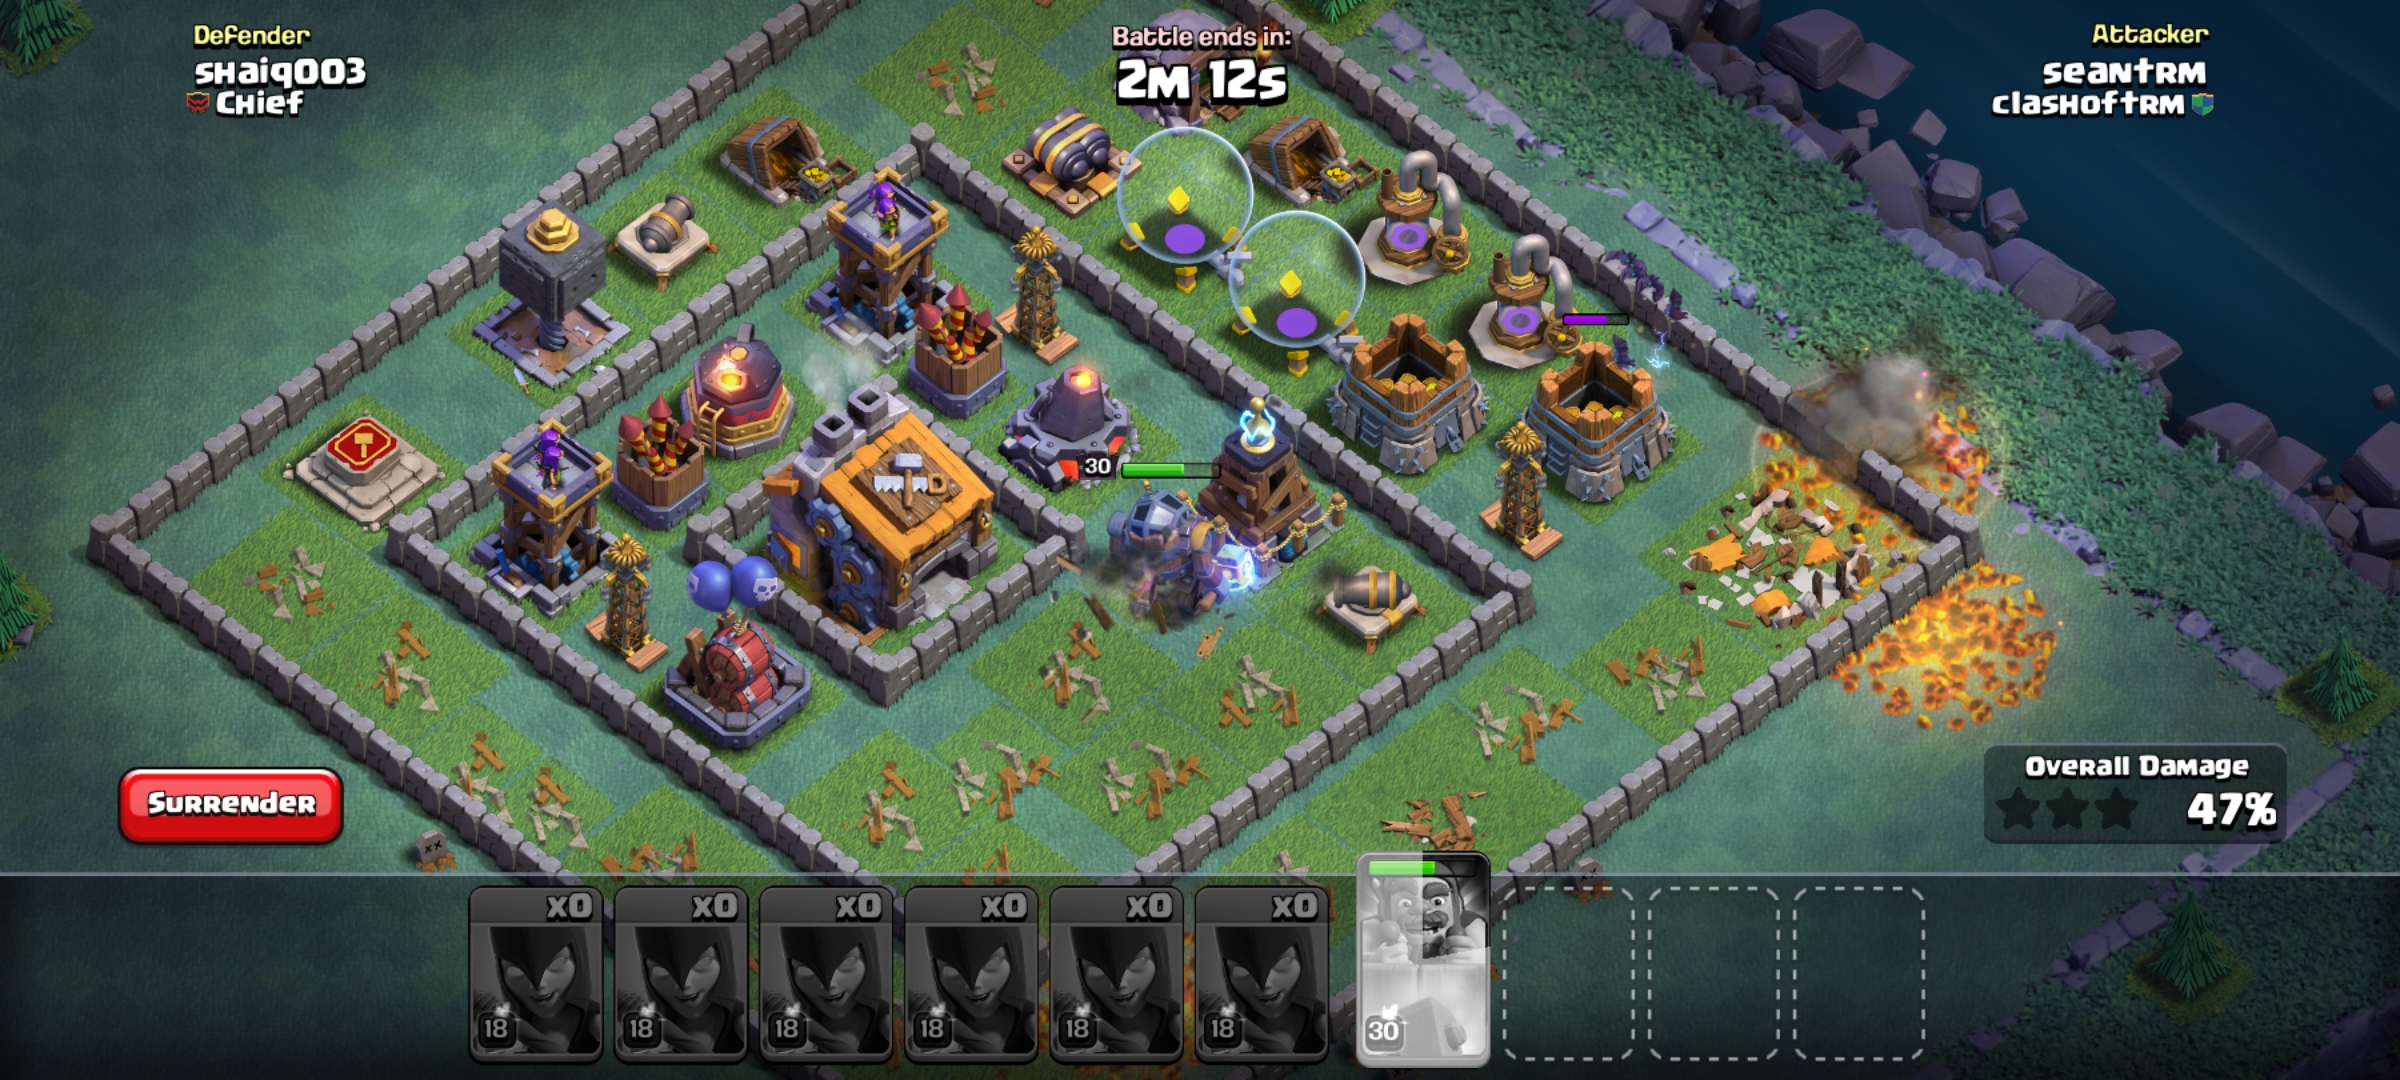 Defender
sHaiq003
CHief
Battle ends in:
2M 12s
Attacker
seantRM
clasHoftRM
30
Surrender
Overall Damage
47%
x0
x0
x0
x0
x0
x0
18
18
18
18
18
18
30